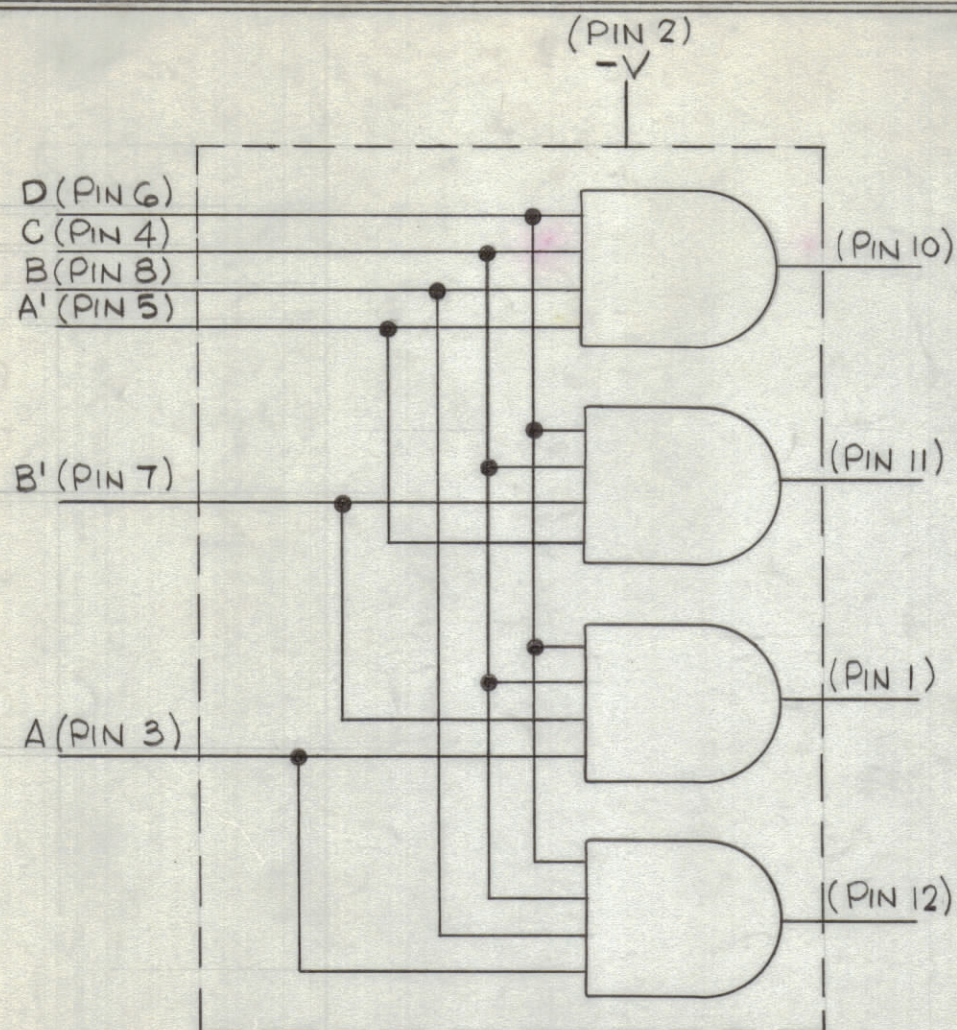 (PIN 2)
-V
D (PIN 6)
C (PIN 4)
B (PIN 8)
A' (PIN 5)
(PIN 10)
B' (PIN 7)
(PIN 11)
A (PIN 3)
(PIN 1)
(PIN 12)